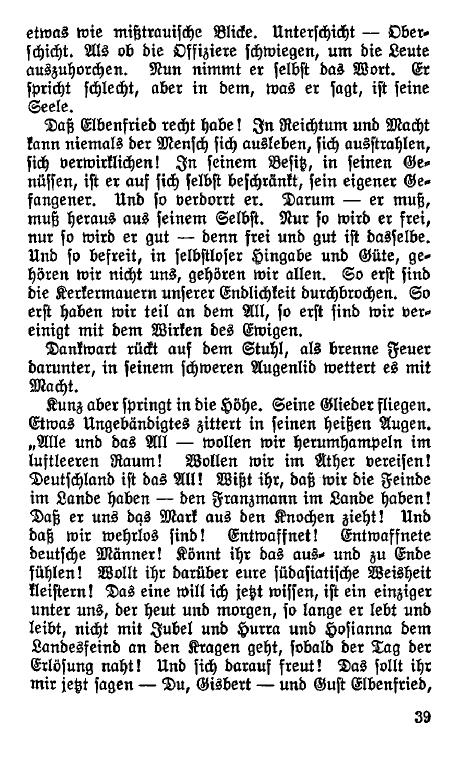 etwas wie mißtrauische Blicke. Unterschicht — Ober-
schicht. Als ob die Offiziere schwiegen, um die Leute
auszuhorchen. Nun nimmt er selbst das Wort. Er
spricht schlecht, aber in dem, was er sagt, ist seine
Seele.
Daß Elbenfried recht habe! In Reichtum und Macht
kann niemals der Mensch sich ausleben, sich ausstrahlen,
sich verwirklichen! In seinem Besitz, in seinen Ge-
nüssen, ist er auf sich selbst beschränkt, sein eigener Ge-
fangener. Und so verdorrt er. Darum — er muß,
muß heraus aus seinem Selbst. Nur so wird er frei,
nur so wird er gut — denn frei und gut ist dasselbe.
Und so befreit, in selbstloser Hingabe und Güte, ge-
hören wir nicht uns, gehören wir allen. So erst sind
die Kerkermauern unserer Endlichkeit durchbrochen. So
erst haben wir teil an dem All, so erst sind wir ver-
einigt mit dem Wirken des Ewigen.
Dankwart rückt auf dem Stuhl, als brenne Feuer
darunter, in seinem schweren Augenlid wettert es mit
Macht.
Kunz aber springt in die Höhe. Seine Glieder fliegen.
Etwas Ungebändigtes zittert in seinen heißen Augen.
„Alle und das All — wollen wir herumhampeln im
luftleeren Raum! Wollen wir im Äther vereisen!
Deutschland ist das All! Wißt ihr, daß wir die Feinde
im Lande haben — den Franzmann im Lande haben!
Daß er uns das Mark aus den Knochen zieht! Und
daß wir wehrlos sind! Entwaffnet! Entwaffnete
deutsche Männer! Könnt ihr das aus- und zu Ende
fühlen! Wollt ihr darüber eure südasiatische Weisheit
kleistern! Das eine will ich jetzt wissen, ist ein einziger
unter uns, der heut und morgen, so lange er lebt und
leibt, nicht mit Jubel und Hurra und Hosianna dem
Landesfeind an den Kragen geht, sobald der Tag der
Erlösung naht! Und sich darauf freut! Das sollt ihr
mir jetzt sagen — Du, Gisbert — und Gust Elbenfried,
39